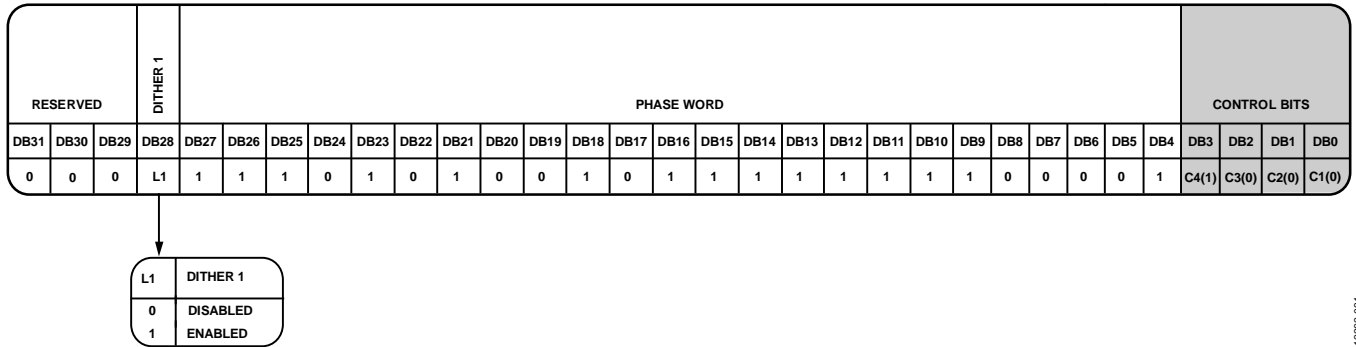 RESERVED DITHER 1 PHASE WORD CONTROL BITS
DB31 DB30 DB29 DB28 DB27 DB26 DB25 DB24 DB23 DB22 DB21 DB20 DB19 DB18 DB17 DB16 DB15 DB14 DB13 DB12 DB11 DB10 DB9 DB8 DB7 DB6 DB5 DB4 DB3 DB2 DB1 DB0
0 0 0 L1 1 1 1 0 1 0 1 0 0 1 0 1 1 1 1 1 1 1 1 0 0 0 0 1 C4(1) C3(0) C2(0) C1(0)
L1 DITHER 1
0 DISABLED
1 ENABLED